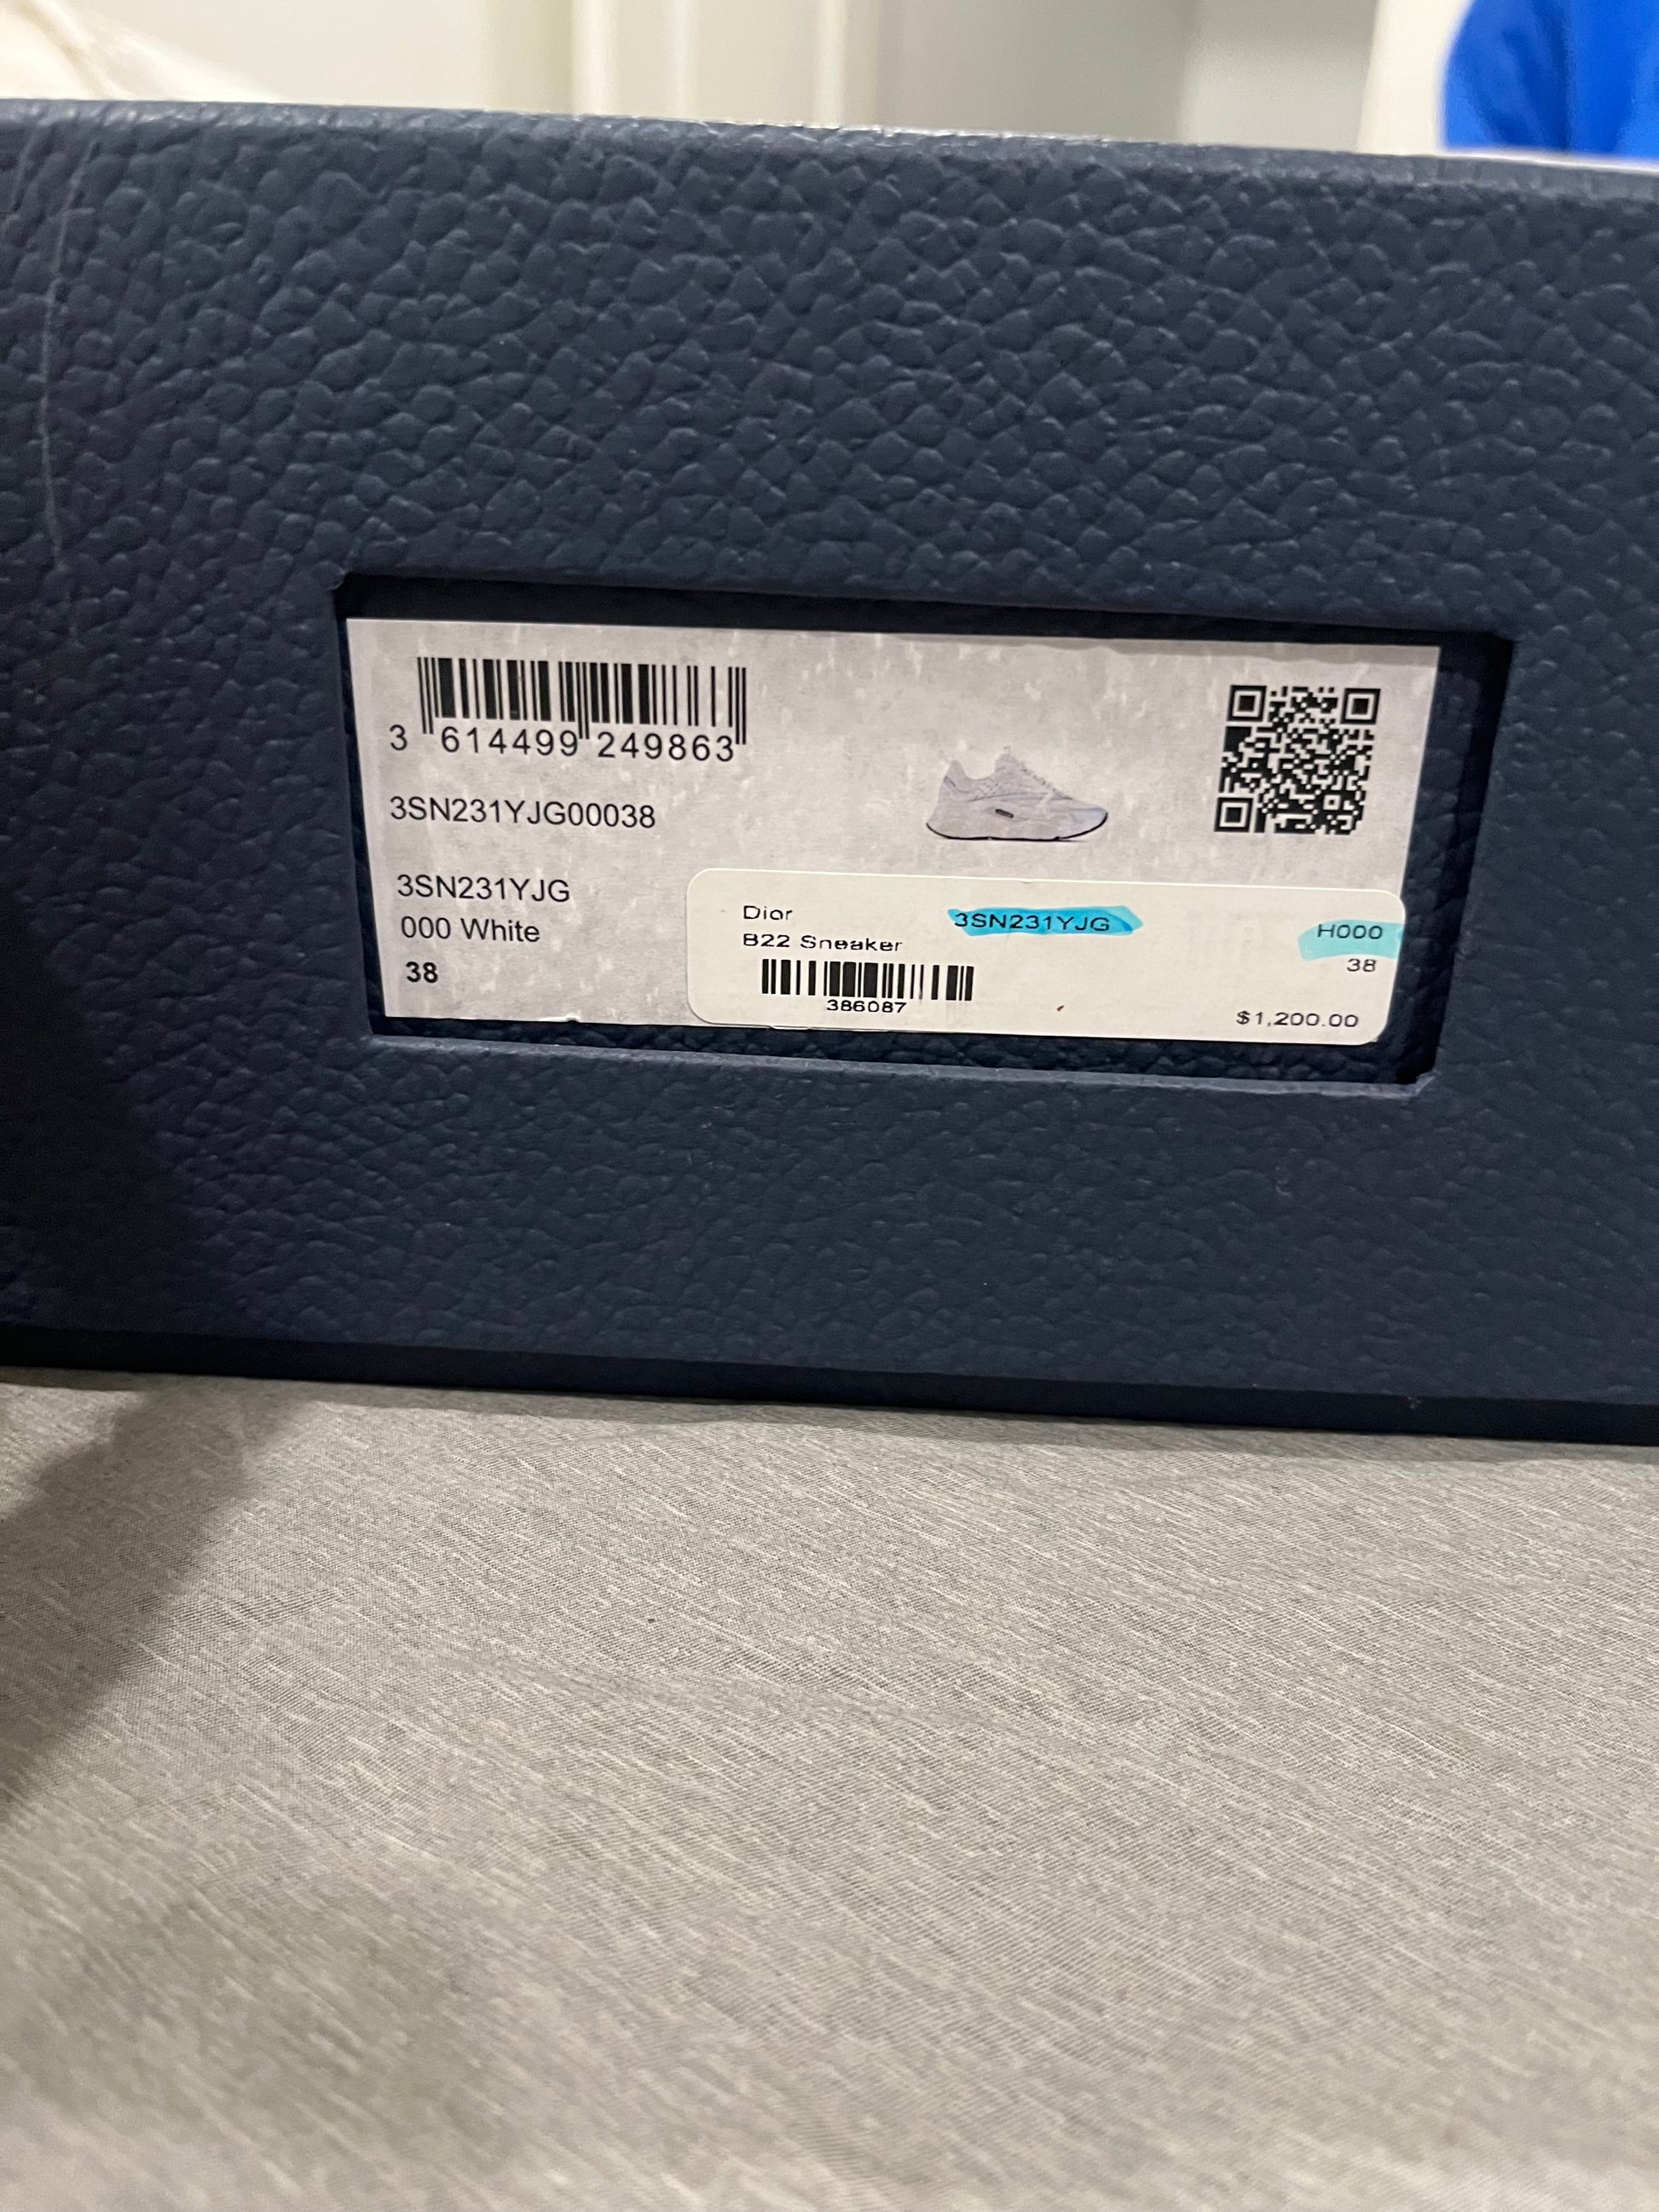 3 614499 249863
3SN231YJG00038
3SN231YJG
000 White
38
Dior
B22 Sneaker
386087
3SN231YJG
H000
38
$1,200.00